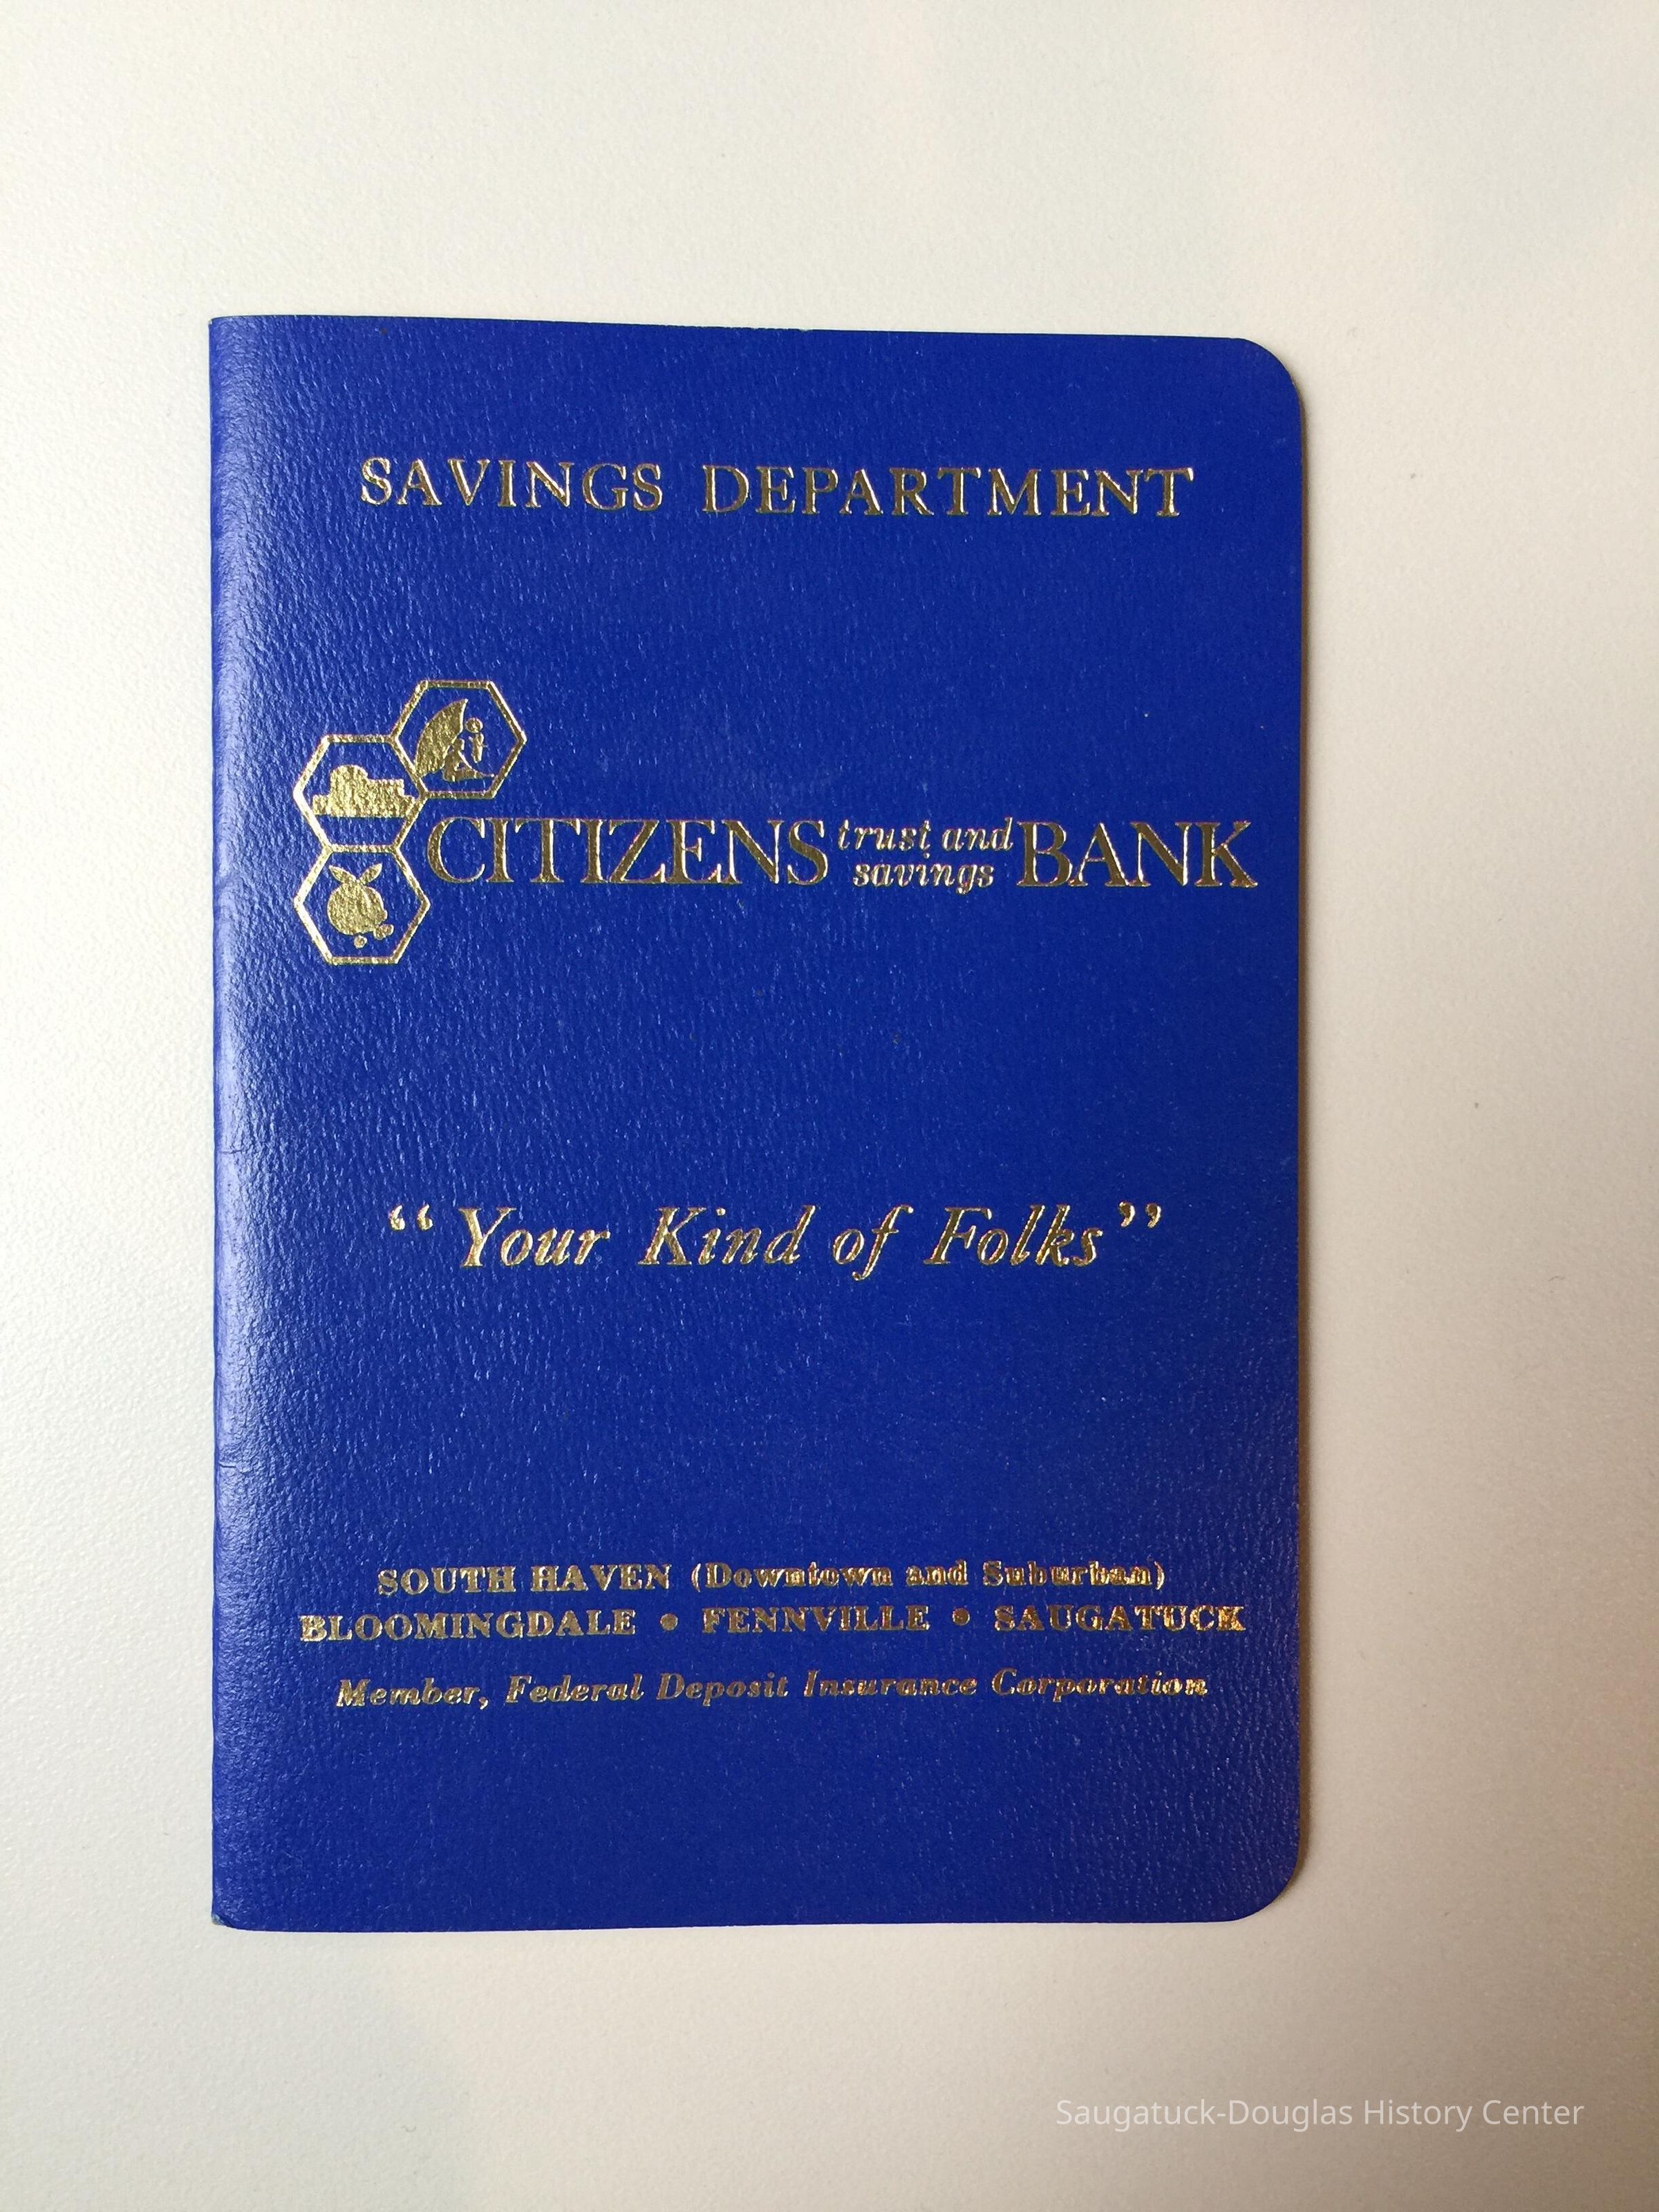 SAVINGS DEPARTMENT
CITIZENS trust and savings BANK
“Your Kind of Folks”
SOUTH HAVEN (Downtown and Suburban)
BLOOMINGDALE • FENNVILLE • SAUGATUCK
Member, Federal Deposit Insurance Corporation
Saugatuck-Douglas History Center